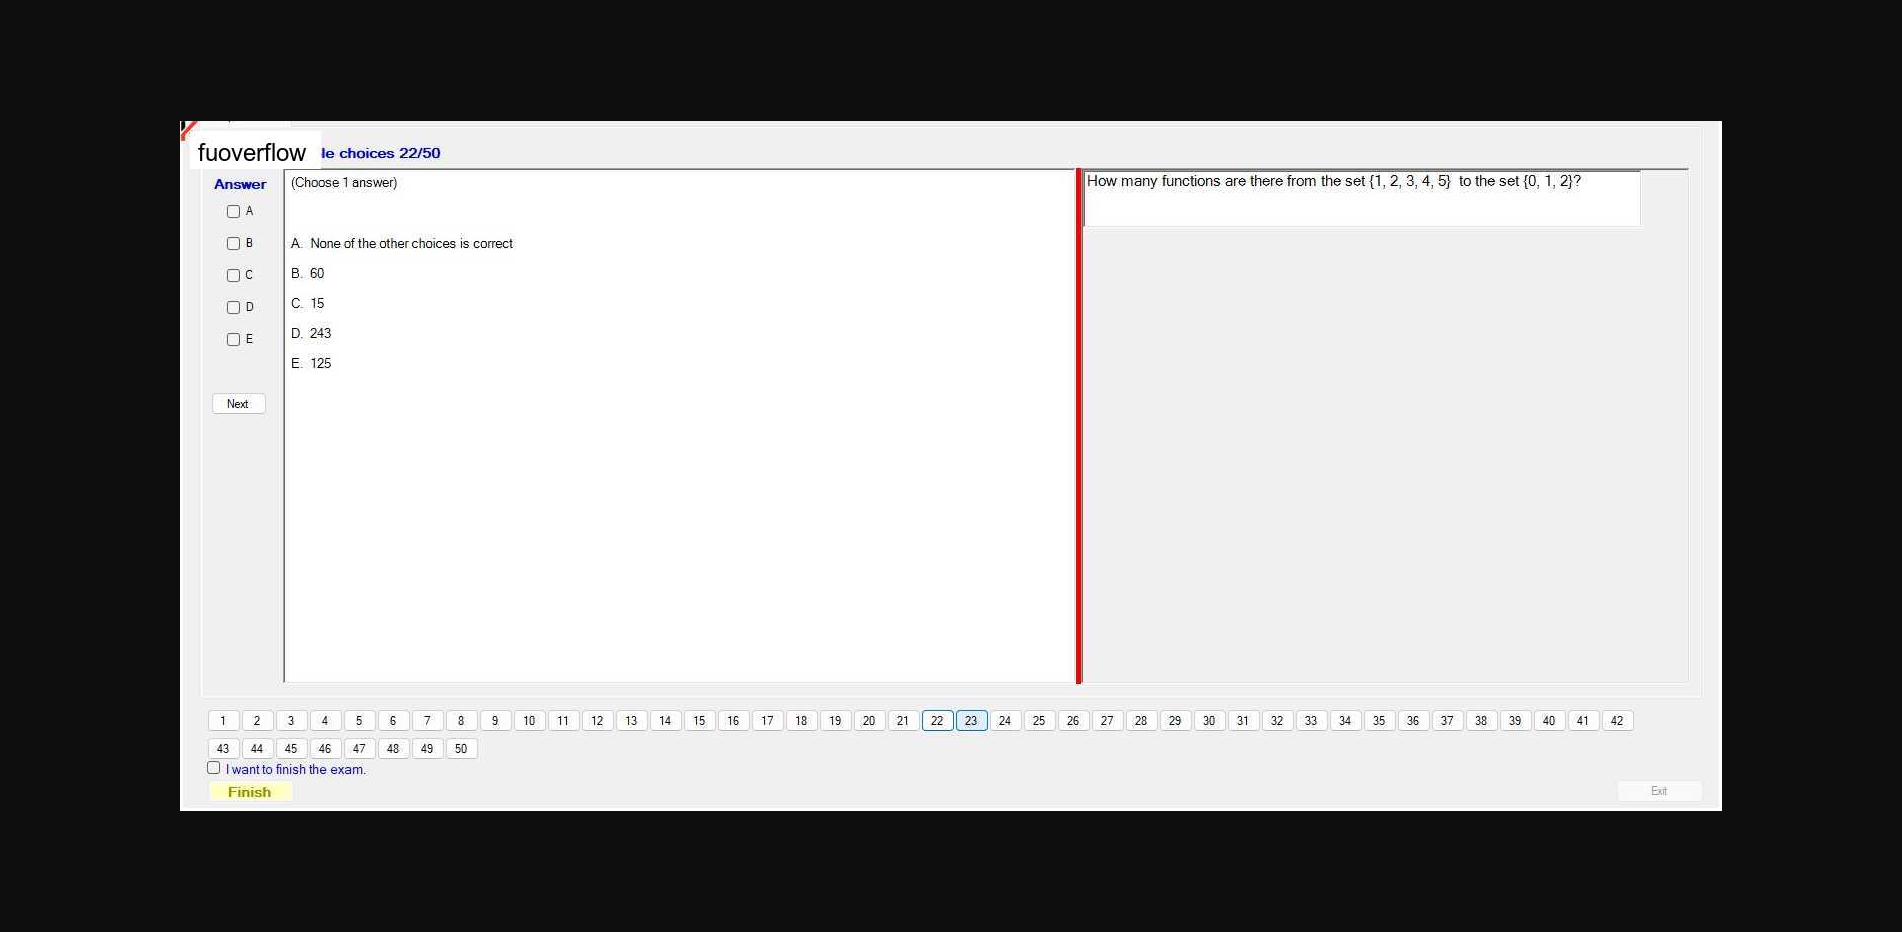 fuoverflow le choices 22/50
Answer
(Choose 1 answer)
How many functions are there from the set {1, 2, 3, 4, 5} to the set {0, 1, 2}?
A
B
C
D
E
A. None of the other choices is correct
B. 60
C. 15
D. 243
E. 125
Next
1 2 3 4 5 6 7 8 9 10 11 12 13 14 15 16 17 18 19 20 21 22 23 24 25 26 27 28 29 30 31 32 33 34 35 36 37 38 39 40 41 42
43 44 45 46 47 48 49 50
I want to finish the exam.
Finish
Exit